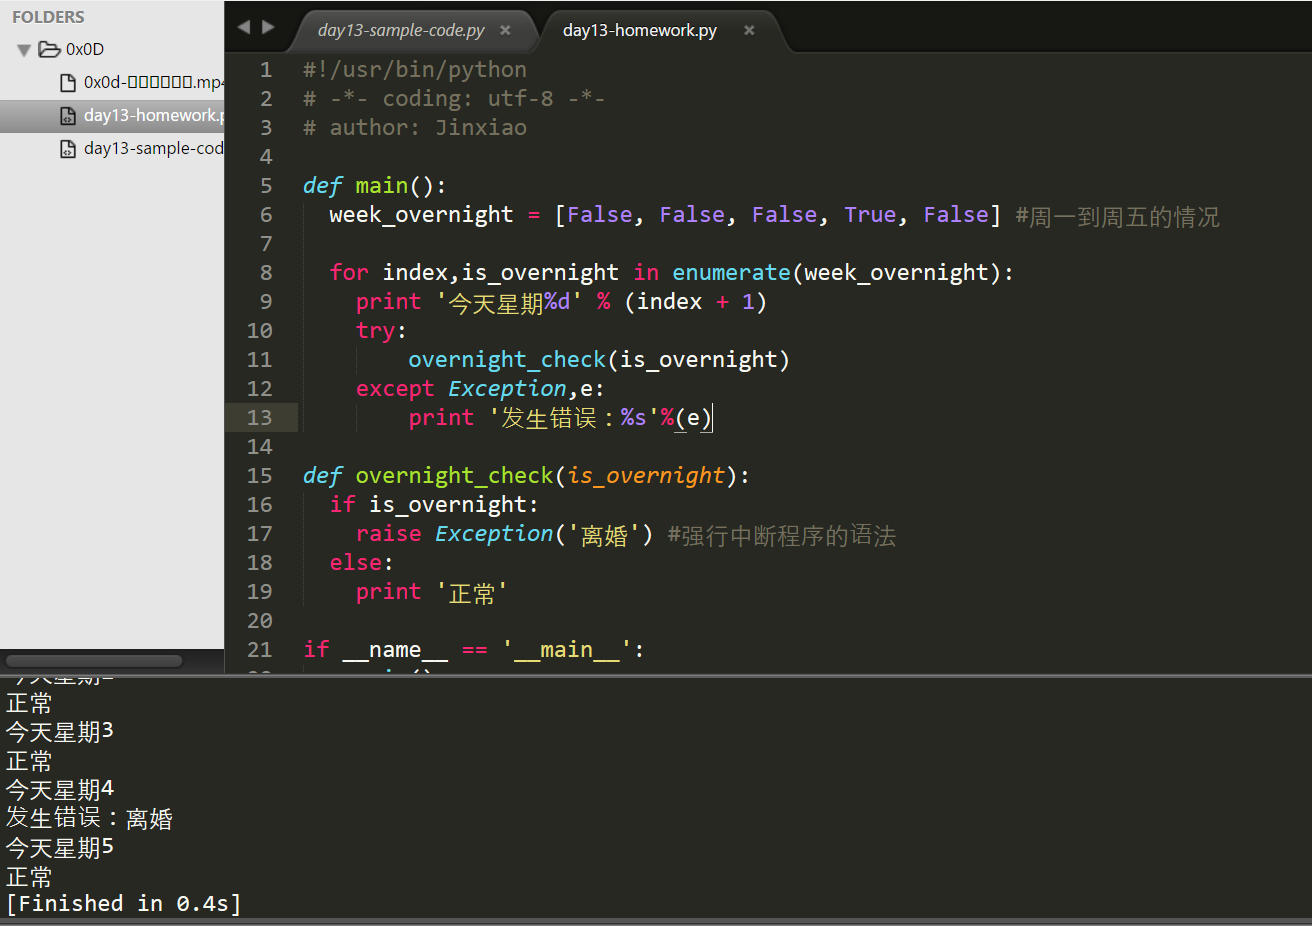 FOLDERS
0x0D
0x0d-
.mp4
day13-homework.p
day13-sample-cod
day13-sample-code.py ×
day13-homework.py ×
1 #!/usr/bin/python
2 # -*- coding: utf-8 -*-
3 # author: Jinxiao
4
5 def main():
6 week_overnight = [False, False, False, True, False] #周一到周五的情况
7
8 for index,is_overnight in enumerate(week_overnight):
9 print '今天星期%d' % (index + 1)
10 try:
11 overnight_check(is_overnight)
12 except Exception,e:
13 print '发生错误：%s'%(e)
14
15 def overnight_check(is_overnight):
16 if is_overnight:
17 raise Exception('离婚') #强行中断程序的语法
18 else:
19 print '正常'
20
21 if __name__ == '__main__':
今天星期
正常
今天星期3
正常
今天星期4
发生错误：离婚
今天星期5
正常
[Finished in 0.4s]